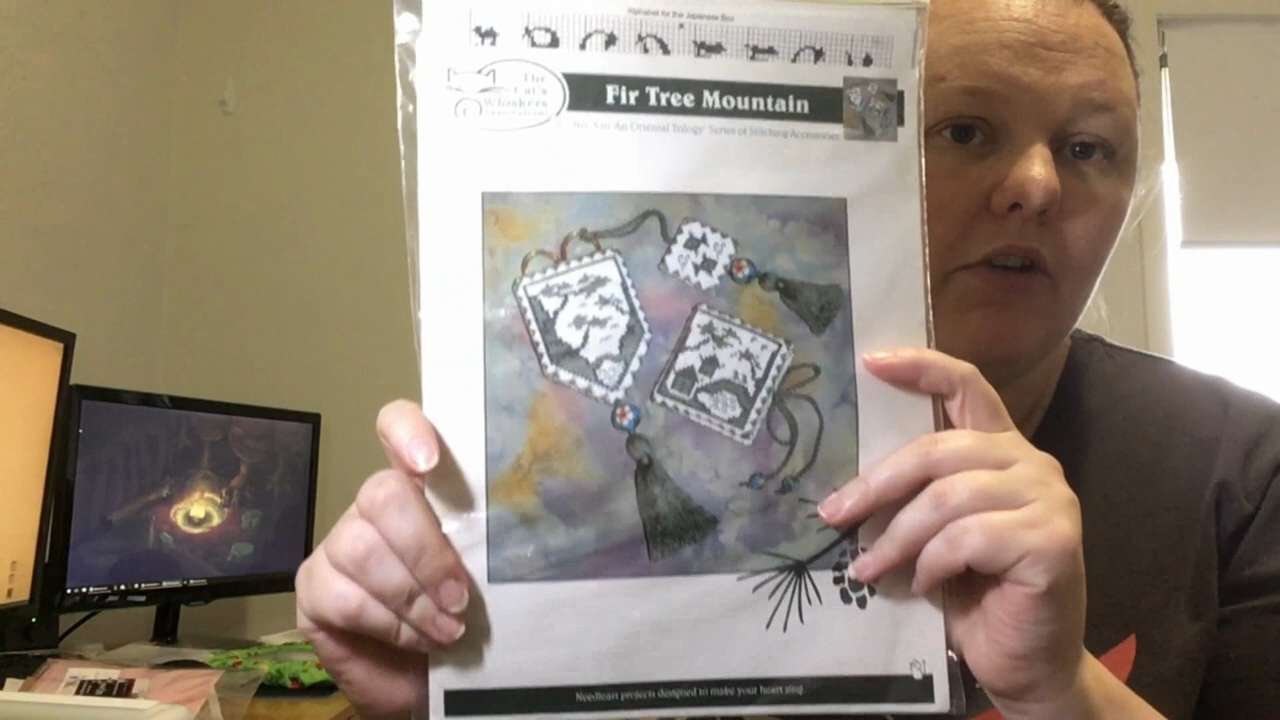 Alphabet for the Japanese Box
The
Cat's
Whiskers
Fir Tree Mountain
'An Oriental Trilogy' Series of Stitching Accessories
Needleart projects designed to make your heart sing.